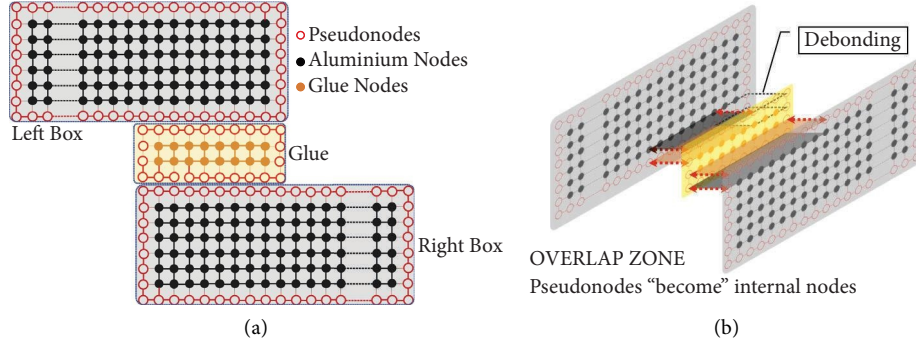 Pseudonodes
Aluminium Nodes
Glue Nodes
Left Box
Glue
Right Box
(a)
Debonding
OVERLAP ZONE
Pseudonodes “become” internal nodes
(b)